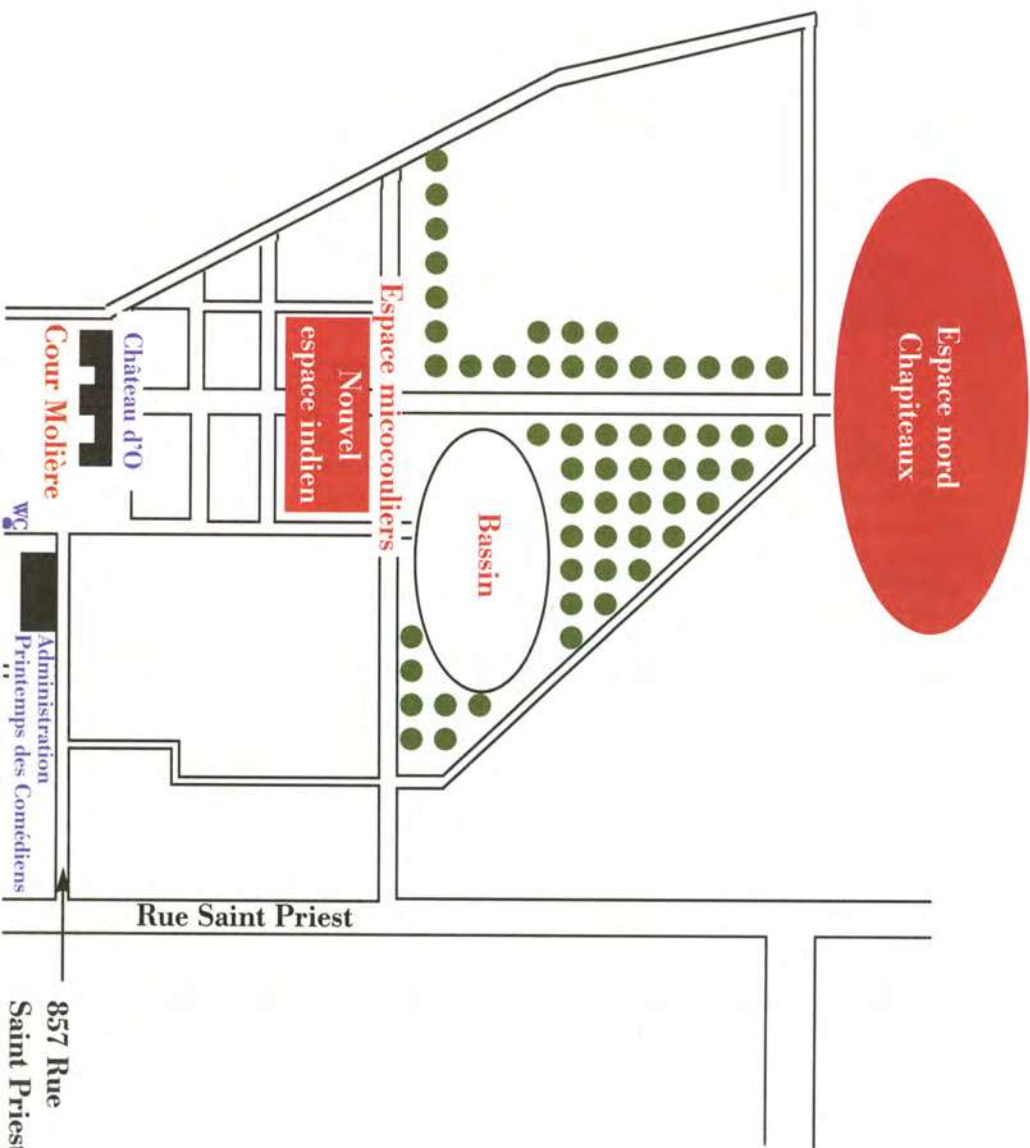 Espace nord
Chapiteaux
Espace micocouliers
Nouvel
espace indien
Bassin
Château d'O
Cour Molière
WC
Administration
Printemps des Comédiens
Rue Saint Priest
857 Rue
Saint Priest